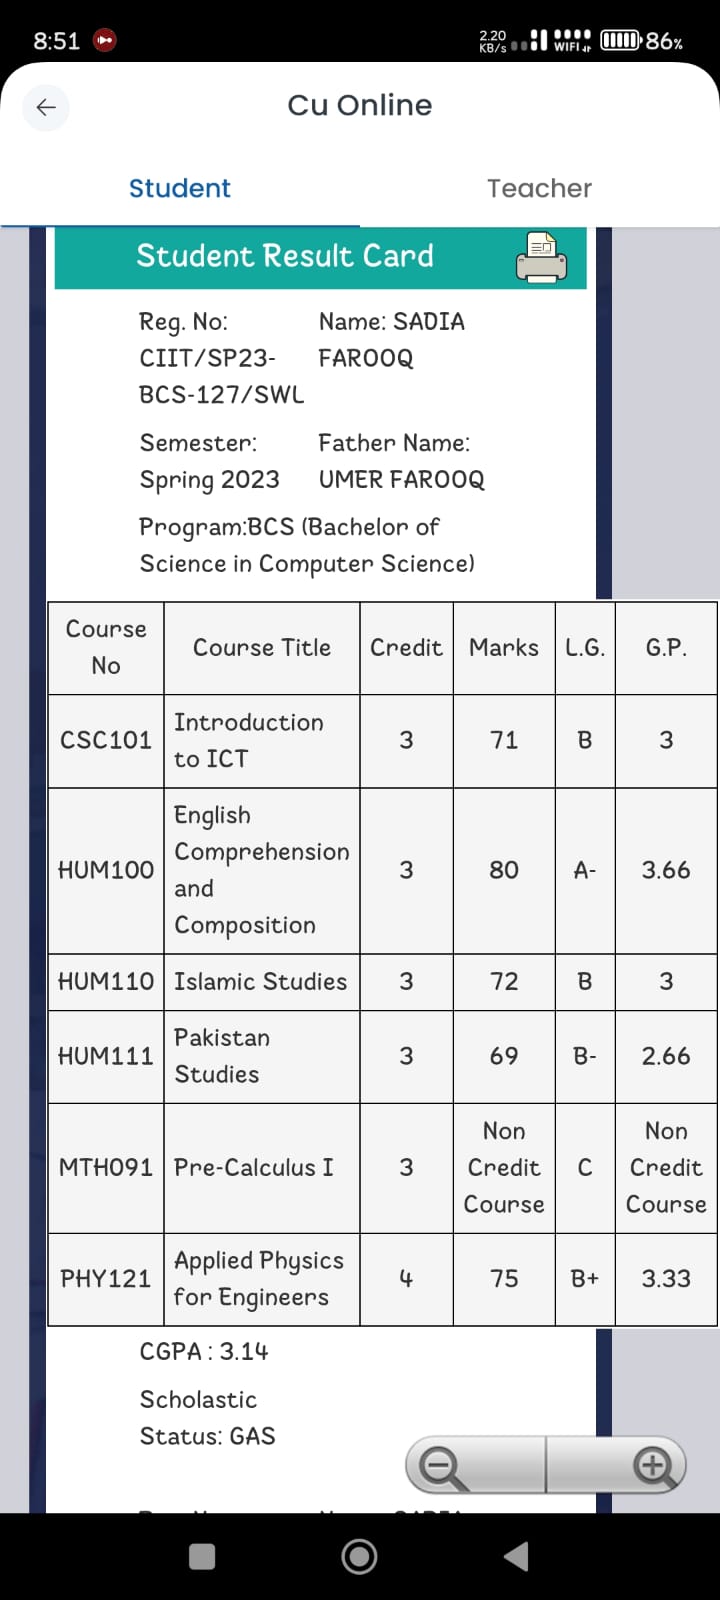 8:51
2.20
KB/s
WIFI
86%
Cu Online
Student Teacher
Student Result Card
Reg. No: Name: SADIA
CIIT/SP23- FAROOQ
BCS-127/SWL
Semester: Father Name:
Spring 2023 UMER FAROOQ
Program:BCS (Bachelor of
Science in Computer Science)
Course
No
Course Title Credit Marks L.G. G.P.
CSC101 Introduction
to ICT
3 71 B 3
HUM100 English
Comprehension
and
Composition
3 80 A- 3.66
HUM110 Islamic Studies 3 72 B 3
HUM111 Pakistan
Studies
3 69 B- 2.66
MTH091 Pre-Calculus I 3 Non
Credit
Course
C Non
Credit
Course
PHY121 Applied Physics
for Engineers
4 75 B+ 3.33
CGPA : 3.14
Scholastic
Status: GAS